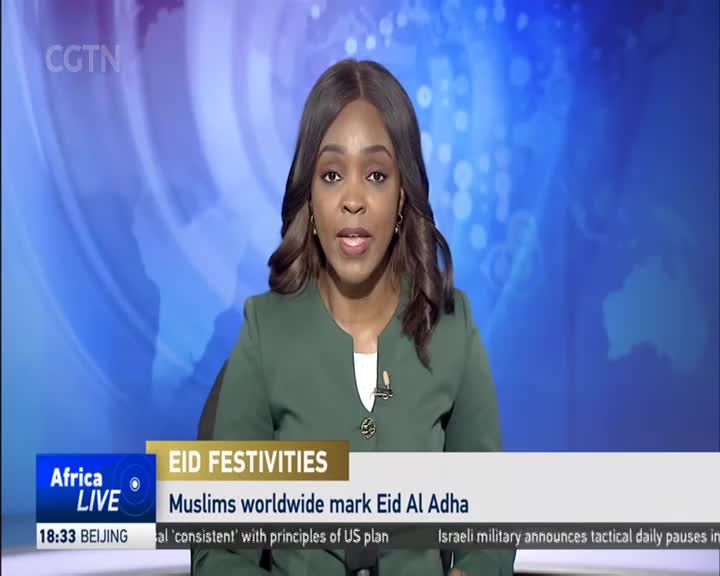 CGTN
EID FESTIVITIES
Africa
LIVE
Muslims worldwide mark Eid Al Adha
18:33 BEIJING
'consistent' with principles of US plan
Israeli military announces tactical daily pauses in